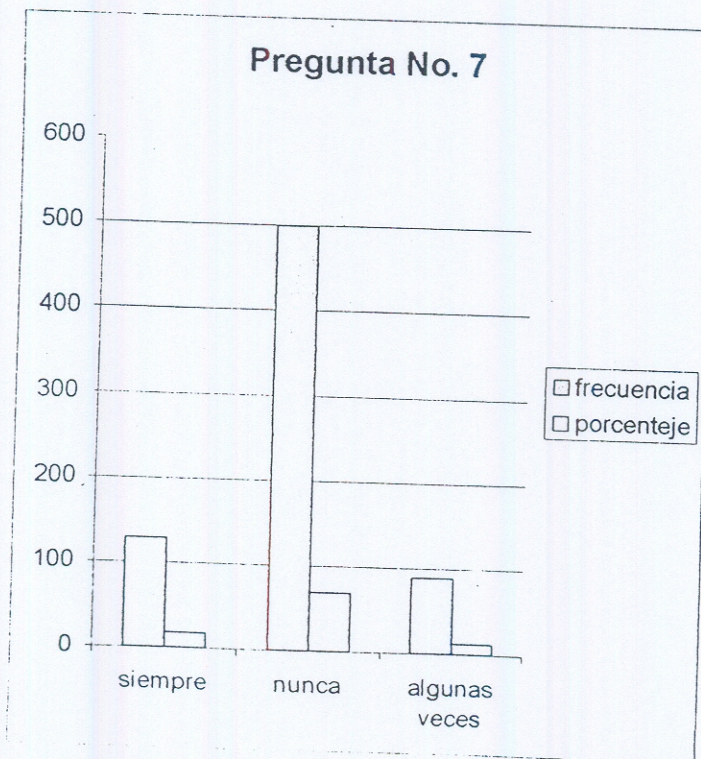 Pregunta No. 7
600
500
400
300
200
100
0
siempre
nunca
algunas
veces
frecuencia
porcenteje